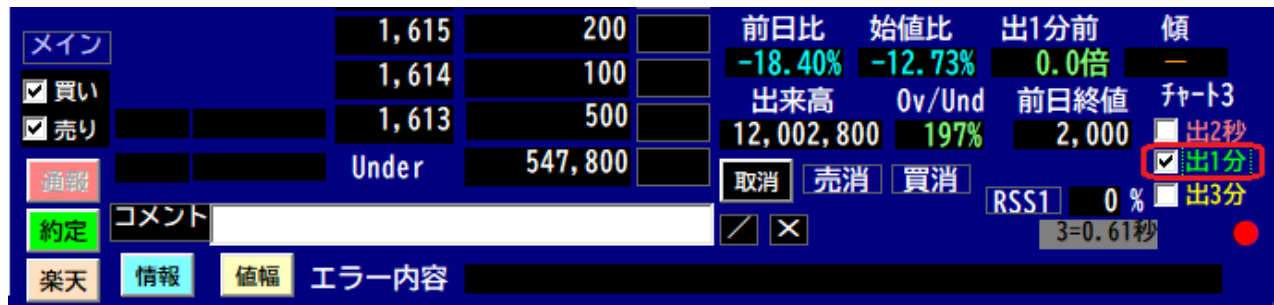 1,615 200 前日比 始値比 出1分前 傾
メイン
-18.40% -12.73% 0.0倍 —
1,614 100
買い
出来高 Ov/Und 前日終値 チャート3
売り 1,613 500
12,002,800 197% 2,000 出2秒
Under 547,800
出1分
通報
取消 売消 買消
RSS1 0 % 出3分
コメント
約定 / × 3=0.61秒
楽天 情報 値幅 エラー内容